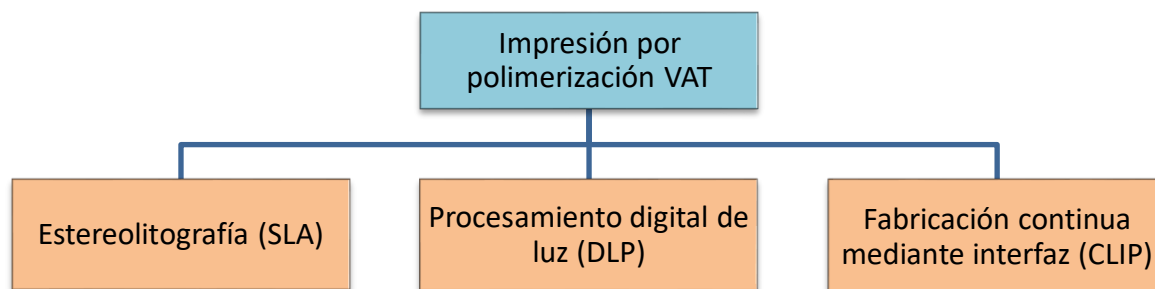 Impresión por
polimerización VAT
Estereolitografía (SLA)
Procesamiento digital de
luz (DLP)
Fabricación continua
mediante interfaz (CLIP)